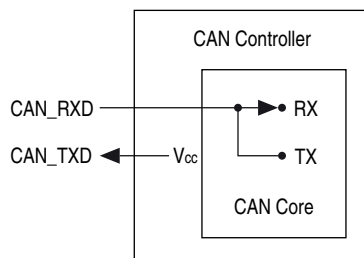 CAN Controller
CAN_RXD
RX
CAN_TXD
Vcc
TX
CAN Core